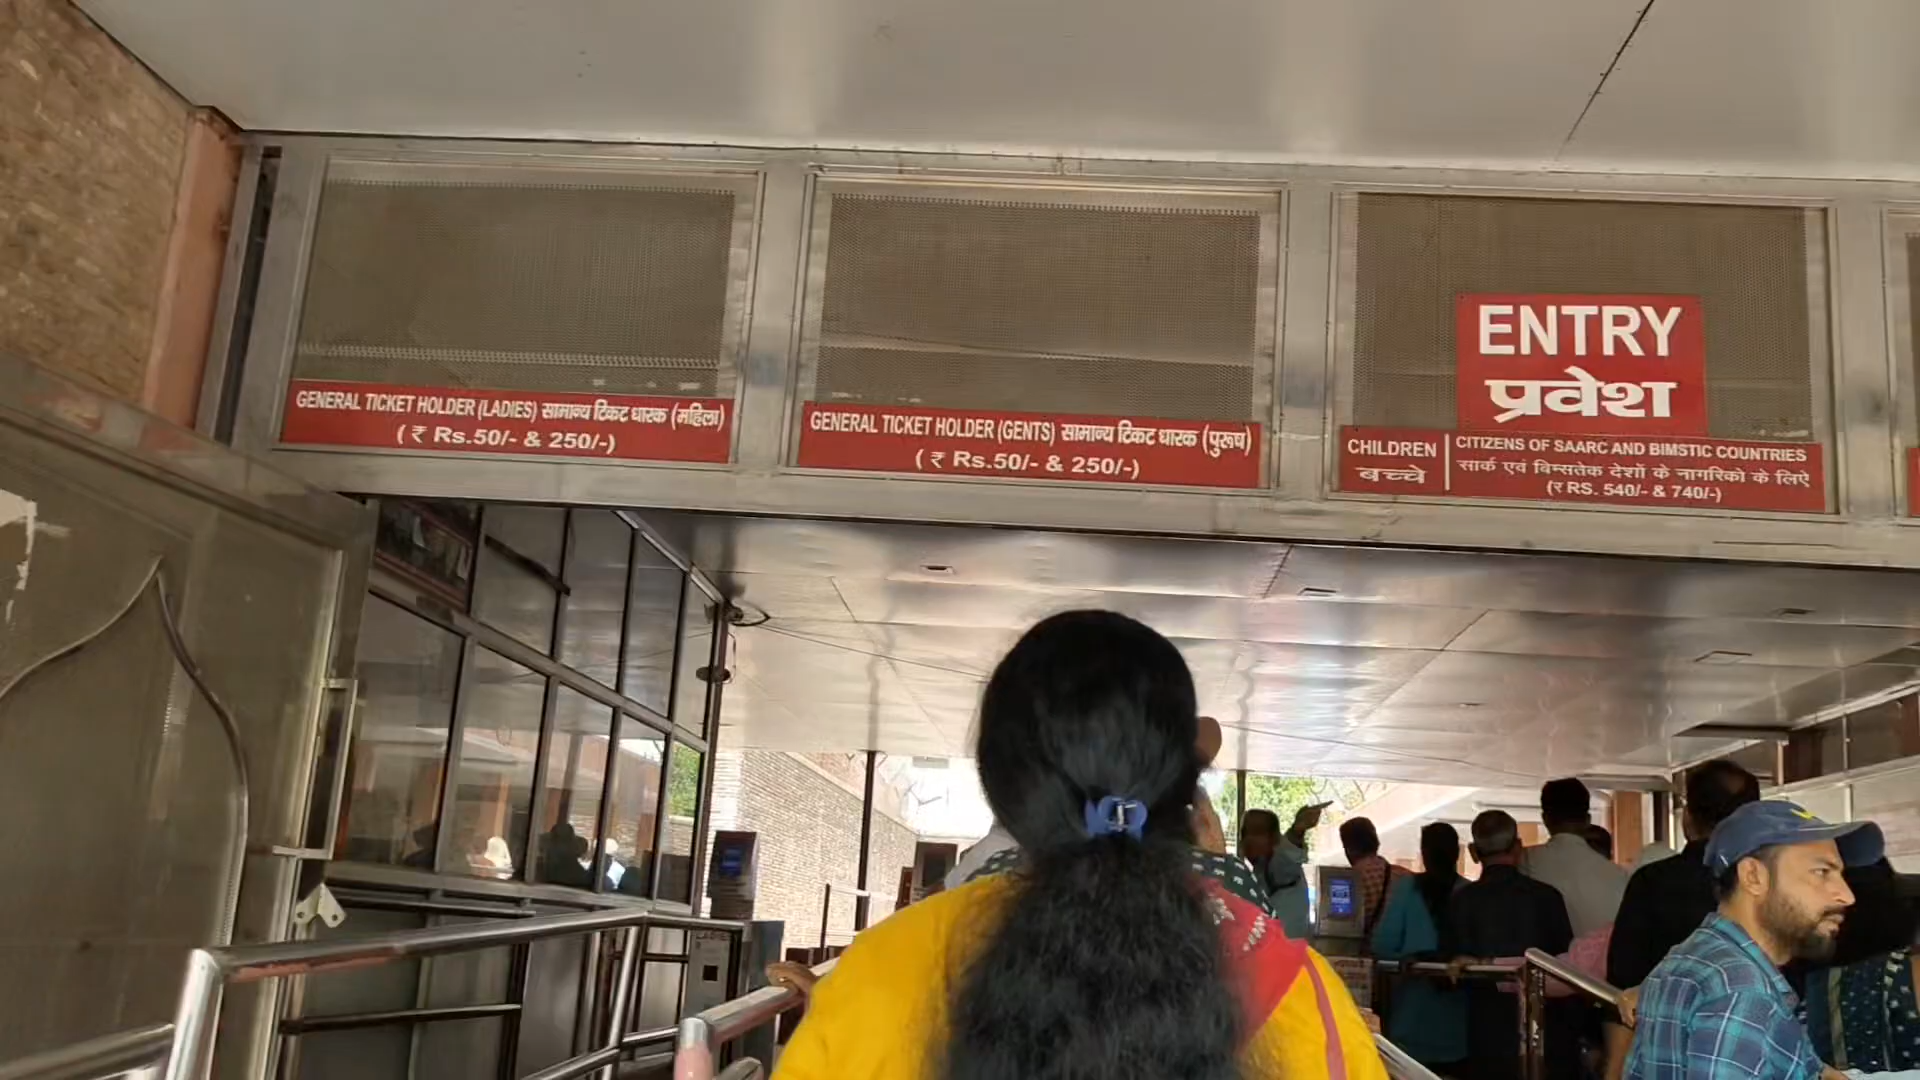 GENERAL TICKET HOLDER (LADIES) सामान्य टिकट धारक (महिला)
( ₹ Rs.50/- & 250/-)
GENERAL TICKET HOLDER (GENTS) सामान्य टिकट धारक (पुरूष)
( ₹ Rs.50/- & 250/-)
ENTRY
प्रवेश
CHILDREN
बच्चे
CITIZENS OF SAARC AND BIMSTIC COUNTRIES
सार्क एवं विम्सतेक देशों के नागरिको के लिऐ
(₹ RS. 540/- & 740/-)